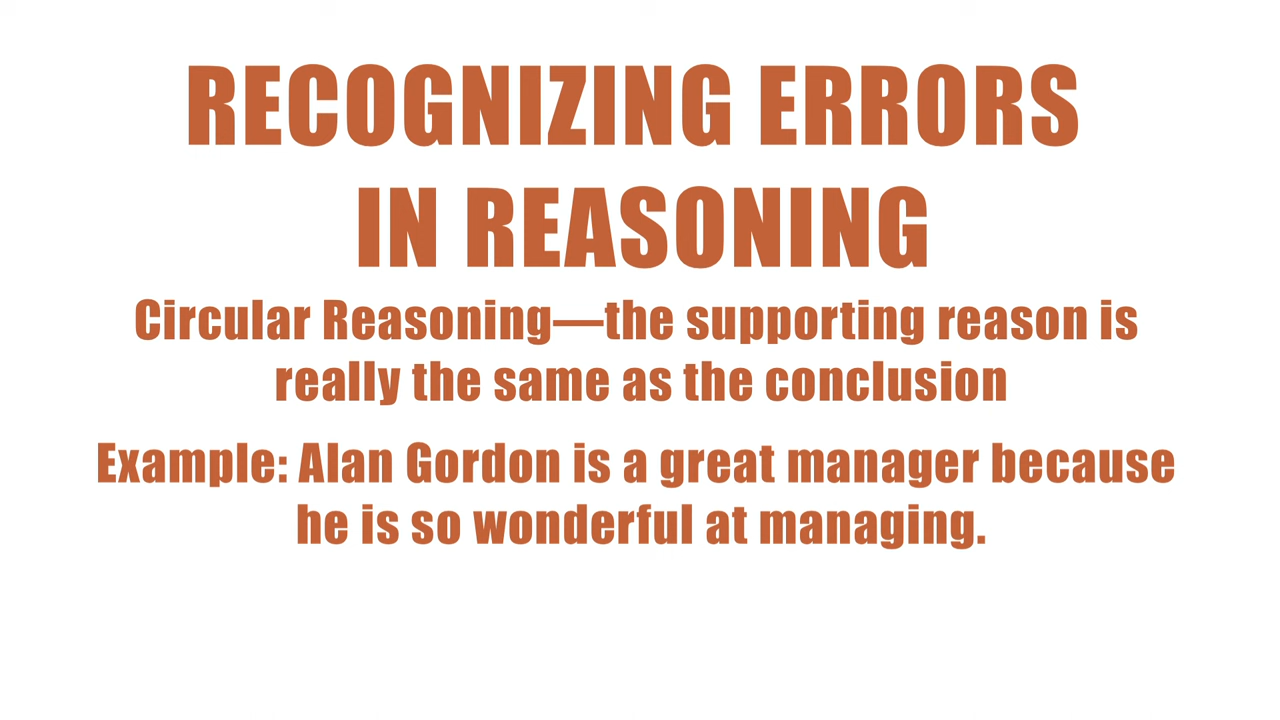 RECOGNIZING ERRORS
IN REASONING
Circular Reasoning—the supporting reason is
really the same as the conclusion
Example: Alan Gordon is a great manager because
he is so wonderful at managing.